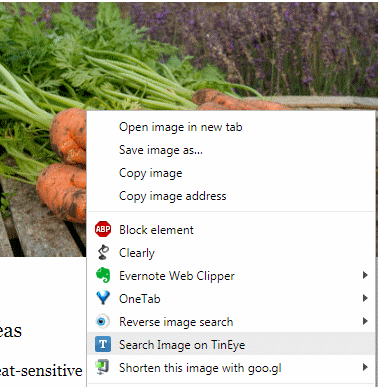 Open image in new tab
Save image as...
Copy image
Copy image address
ABP Block element
Clearly
Evernote Web Clipper
OneTab
Reverse image search
T Search Image on TinEye
Shorten this image with goo.gl
eas
eat-sensitive